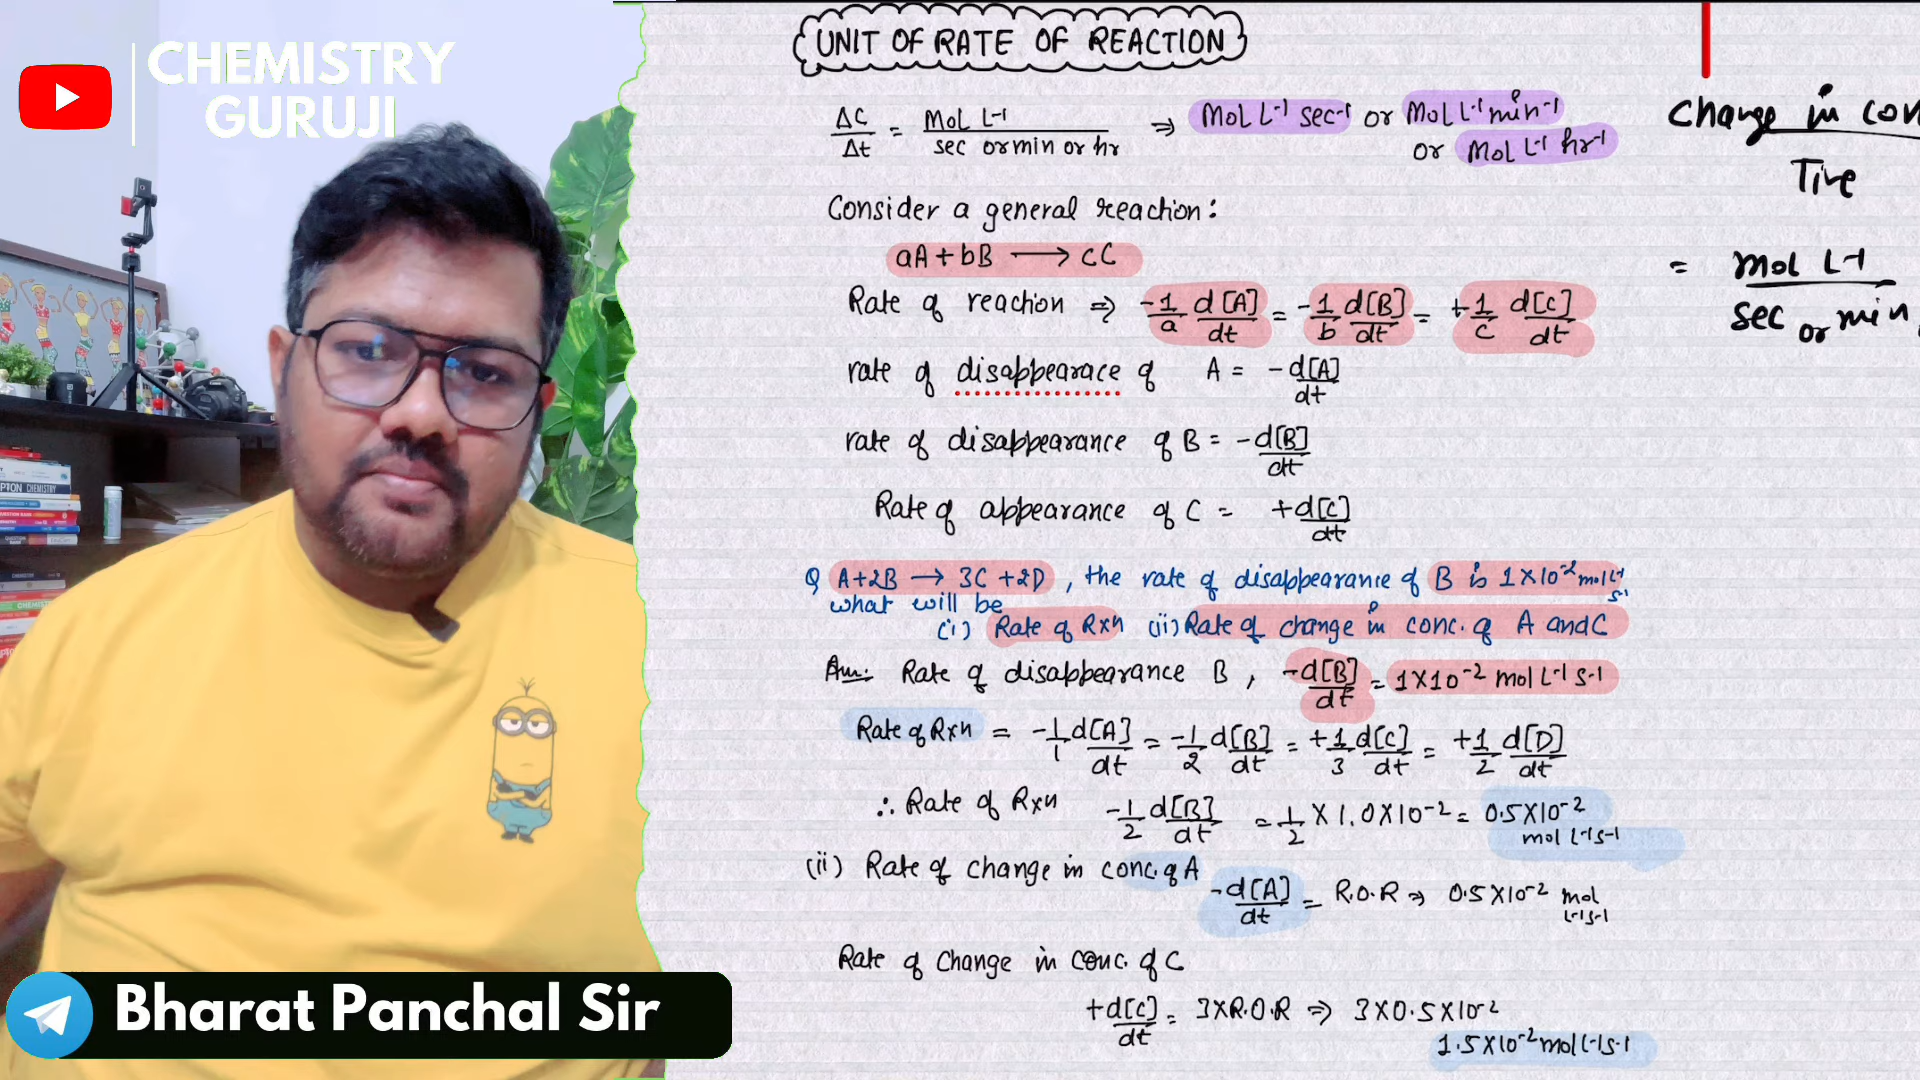 CHEMISTRY
GURUJI
UNIT OF RATE OF REACTION
ΔC/Δt = Mol L-1/sec or min or hr ⇒ Mol L-1 sec-1 or Mol L-1 min-1
or Mol L-1 hr-1
Consider a general reaction:
aA + bB ⟶ cC
Rate of reaction ⇒ -1/a d[A]/dt = -1/b d[B]/dt = +1/c d[C]/dt
rate of disappearace of A = -d[A]/dt
rate of disappearance of B = -d[B]/dt
Rate of appearance of C = +d[C]/dt
Q A+2B → 3C +2D , the rate of disappearance of B is 1×10-2 mol L-1 s-1
what will be
(i) Rate of Rxn (ii) Rate of change in conc. of A and C
Ans: Rate of disappearance B , -d[B]/dt = 1×10-2 mol L-1 s-1
Rate of Rxn = -1/1 d[A]/dt = -1/2 d[B]/dt = +1/3 d[C]/dt = +1/2 d[D]/dt
∴ Rate of Rxn -1/2 d[B]/dt = 1/2 × 1.0×10-2 = 0.5×10-2
mol L-1 s-1
(ii) Rate of change in conc. of A
-d[A]/dt = R.O.R ⇒ 0.5×10-2 mol L-1 s-1
Rate of change in conc. of C
+d[C]/dt = 3×R.O.R ⇒ 3×0.5×10-2
1.5×10-2 mol L-1 s-1
Change in con
Time
= mol L-1/sec or min
PTON CHEMISTRY
Bharat Panchal Sir